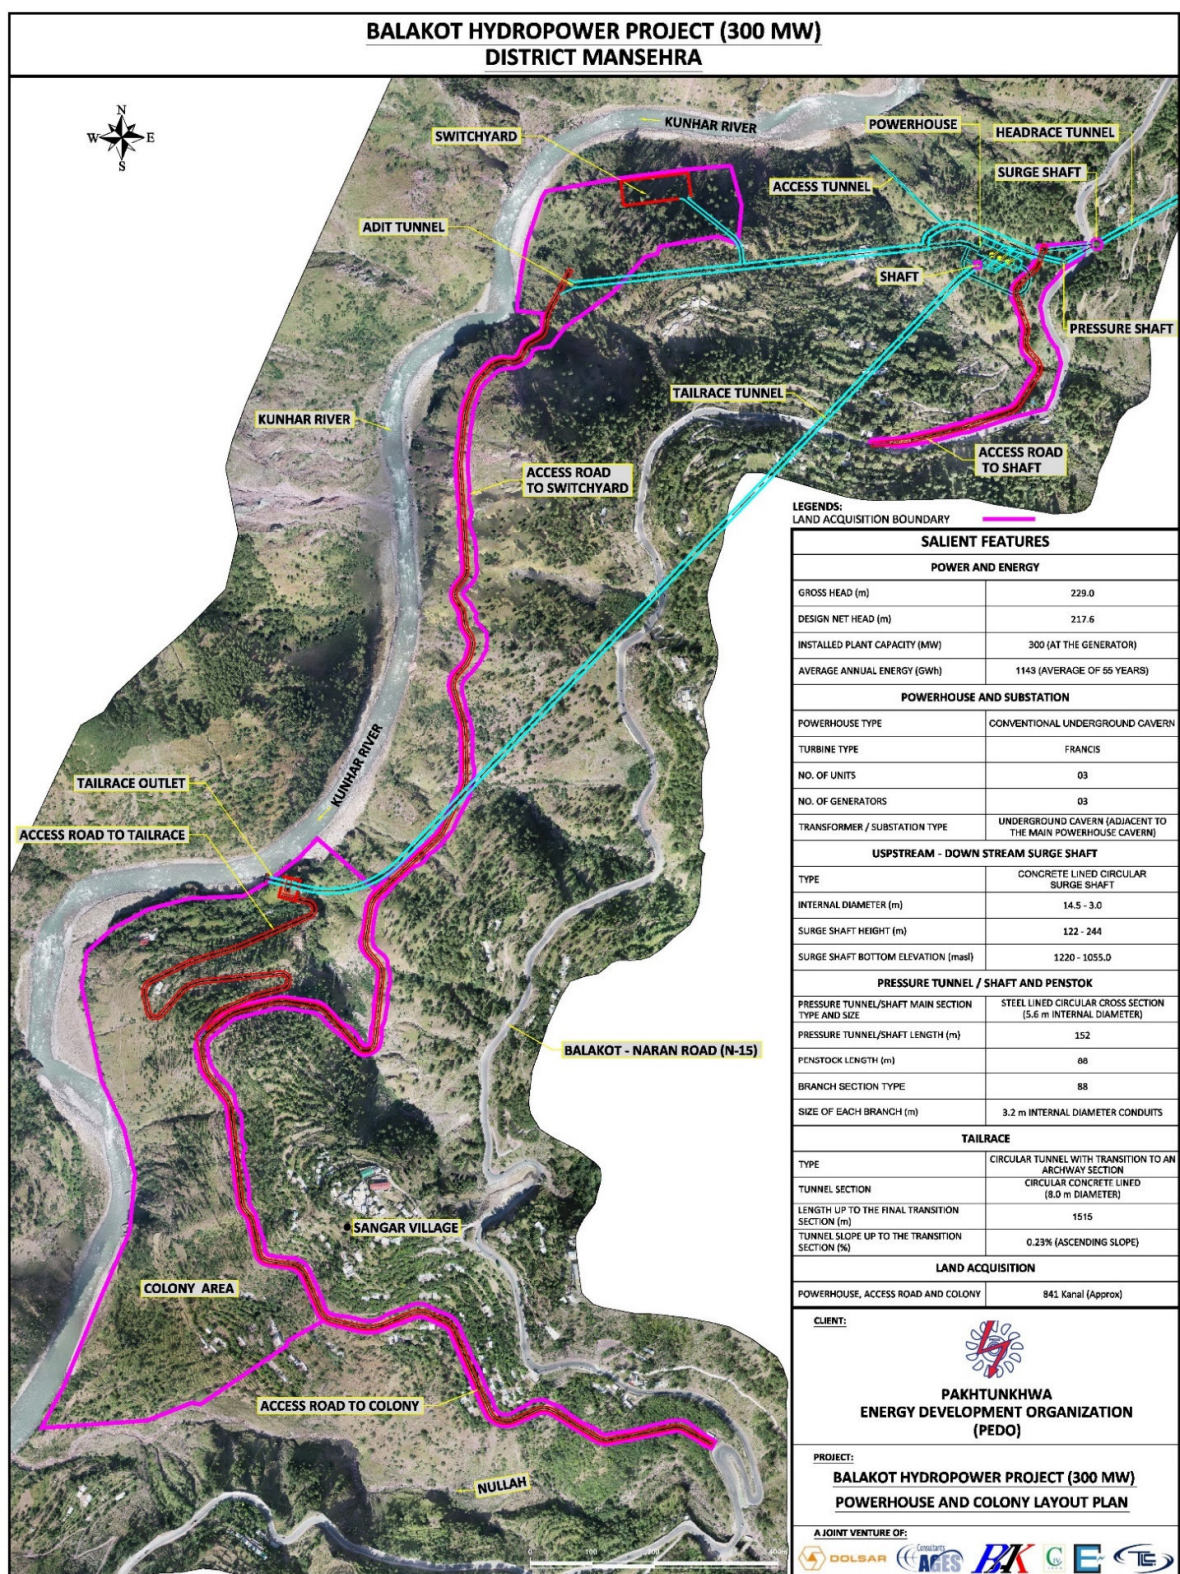 BALAKOT HYDROPOWER PROJECT (300 MW)
DISTRICT MANSEHRA
N
W E
S
KUNHAR RIVER
SWITCHYARD
POWERHOUSE
HEADRACE TUNNEL
SURGE SHAFT
ACCESS TUNNEL
ADIT TUNNEL
SHAFT
PRESSURE SHAFT
TAILRACE TUNNEL
KUNHAR RIVER
ACCESS ROAD
TO SHAFT
ACCESS ROAD
TO SWITCHYARD
KUNHAR RIVER
TAILRACE OUTLET
ACCESS ROAD TO TAILRACE
BALAKOT - NARAN ROAD (N-15)
SANGAR VILLAGE
COLONY AREA
ACCESS ROAD TO COLONY
NULLAH
0 100 200 400m
LEGENDS:
LAND ACQUISITION BOUNDARY
SALIENT FEATURES
POWER AND ENERGY
GROSS HEAD (m) 229.0
DESIGN NET HEAD (m) 217.6
INSTALLED PLANT CAPACITY (MW) 300 (AT THE GENERATOR)
AVERAGE ANNUAL ENERGY (GWh) 1143 (AVERAGE OF 55 YEARS)
POWERHOUSE AND SUBSTATION
POWERHOUSE TYPE CONVENTIONAL UNDERGROUND CAVERN
TURBINE TYPE FRANCIS
NO. OF UNITS 03
NO. OF GENERATORS 03
TRANSFORMER / SUBSTATION TYPE UNDERGROUND CAVERN (ADJACENT TO
THE MAIN POWERHOUSE CAVERN)
USPSTREAM - DOWN STREAM SURGE SHAFT
TYPE CONCRETE LINED CIRCULAR
SURGE SHAFT
INTERNAL DIAMETER (m) 14.5 - 3.0
SURGE SHAFT HEIGHT (m) 122 - 244
SURGE SHAFT BOTTOM ELEVATION (masl) 1220 - 1055.0
PRESSURE TUNNEL / SHAFT AND PENSTOK
PRESSURE TUNNEL/SHAFT MAIN SECTION
TYPE AND SIZE
STEEL LINED CIRCULAR CROSS SECTION
(5.6 m INTERNAL DIAMETER)
PRESSURE TUNNEL/SHAFT LENGTH (m) 152
PENSTOCK LENGTH (m) 88
BRANCH SECTION TYPE 88
SIZE OF EACH BRANCH (m) 3.2 m INTERNAL DIAMETER CONDUITS
TAILRACE
TYPE CIRCULAR TUNNEL WITH TRANSITION TO AN
ARCHWAY SECTION
TUNNEL SECTION CIRCULAR CONCRETE LINED
(8.0 m DIAMETER)
LENGTH UP TO THE FINAL TRANSITION
SECTION (m) 1515
TUNNEL SLOPE UP TO THE TRANSITION
SECTION (%) 0.23% (ASCENDING SLOPE)
LAND ACQUISITION
POWERHOUSE, ACCESS ROAD AND COLONY 841 Kanal (Approx)
CLIENT:
PAKHTUNKHWA
ENERGY DEVELOPMENT ORGANIZATION
(PEDO)
PROJECT:
BALAKOT HYDROPOWER PROJECT (300 MW)
POWERHOUSE AND COLONY LAYOUT PLAN
A JOINT VENTURE OF:
DOLSAR
Consultants
AGES
BAK